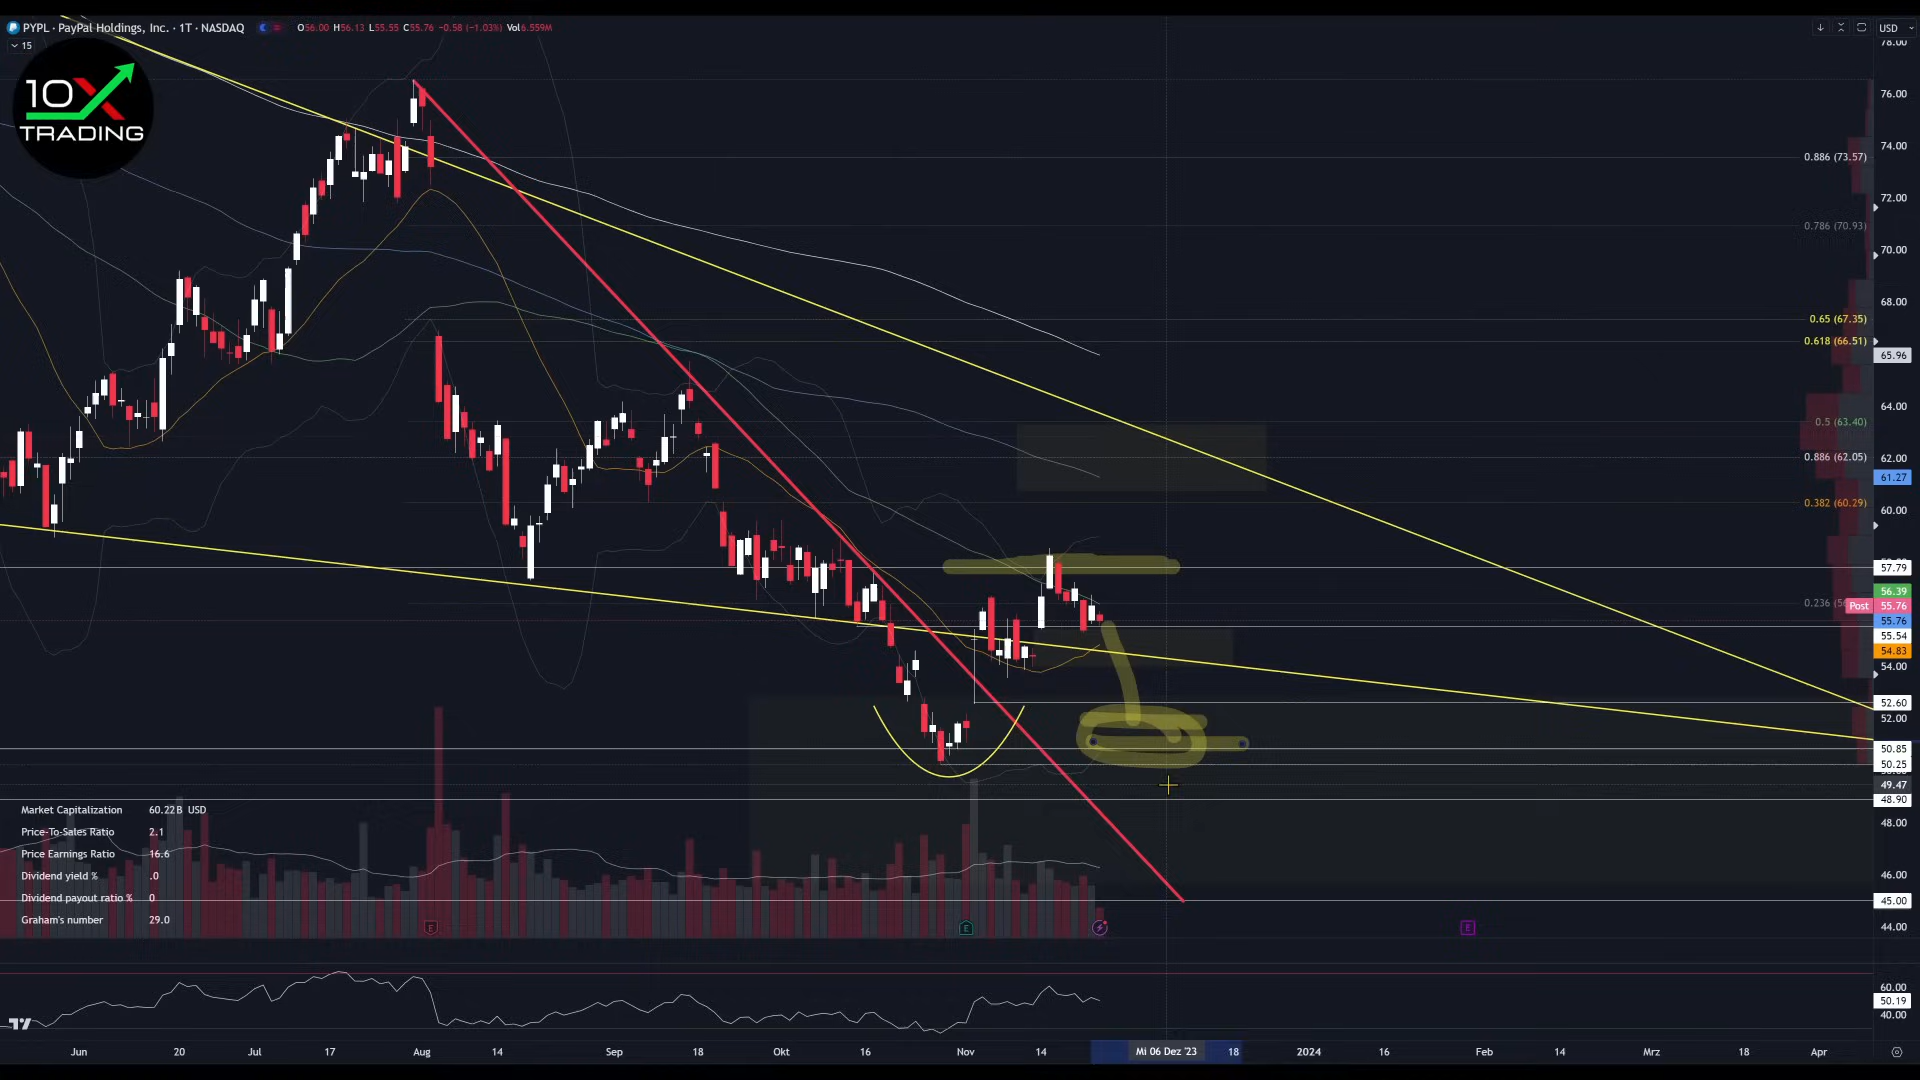 PYPL · PayPal Holdings, Inc. · 1T · NASDAQ O56.00 H56.13 L55.55 C55.76 −0.58 (−1.03%) Vol6.559M
USD
15
10X
TRADING
78.00
76.00
74.00
0.886 (73.57)
72.00
0.786 (70.93)
70.00
68.00
0.65 (67.35)
0.618 (66.51)
65.96
64.00
0.5 (63.40)
0.886 (62.05) 62.00
61.27
0.382 (60.29) 60.00
57.79
56.39
0.236 Post 55.76
55.76
55.54
54.83
54.00
52.60
52.00
50.85
50.25
49.47
48.90
48.00
46.00
45.00
44.00
Market Capitalization 60.22B USD
Price-To-Sales Ratio 2.1
Price Earnings Ratio 16.6
Dividend yield % .0
Dividend payout ratio % 0
Graham's number 29.0
E E E
60.00
50.19
40.00
Jun 20 Jul 17 Aug 14 Sep 18 Okt 16 Nov 14 Mi 06 Dez '23 18 2024 16 Feb 14 Mrz 18 Apr